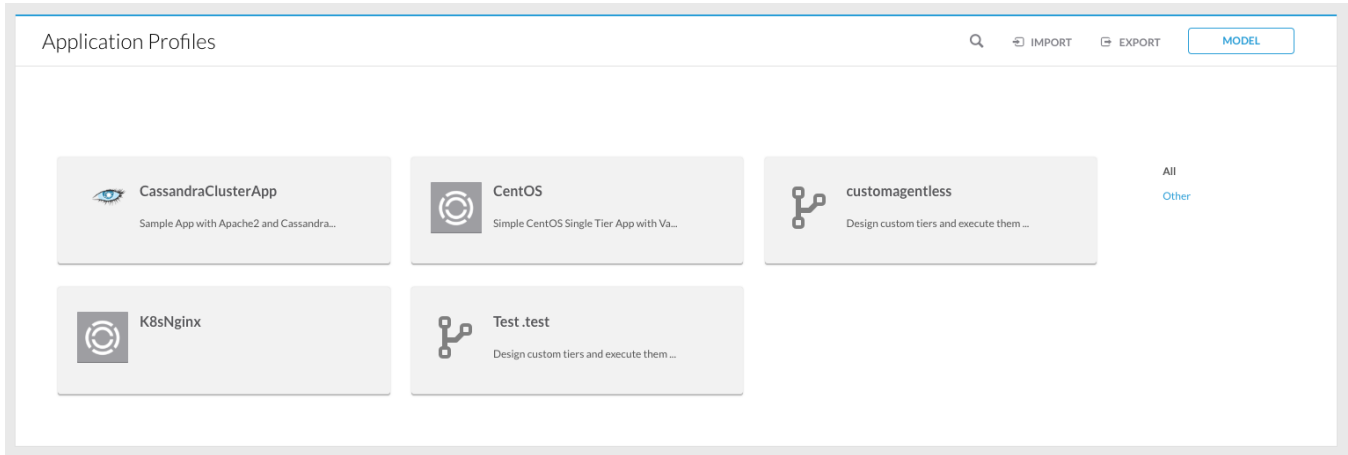 Application Profiles
IMPORT
EXPORT
MODEL
CassandraClusterApp
Sample App with Apache2 and Cassandra...
CentOS
Simple CentOS Single Tier App with Va...
customagentless
Design custom tiers and execute them ...
All
Other
K8sNginx
Test .test
Design custom tiers and execute them ...